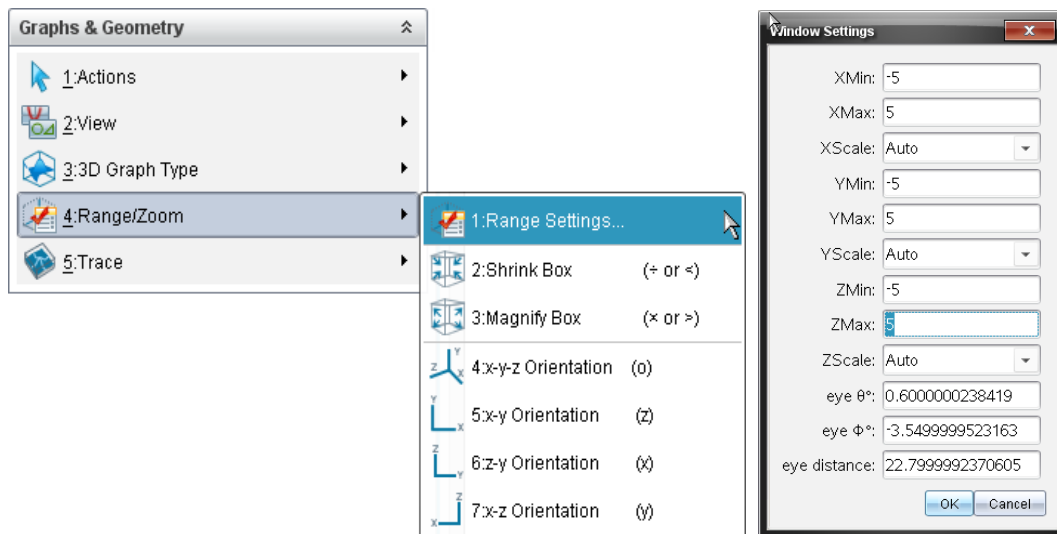 Graphs & Geometry
1:Actions
2:View
3:3D Graph Type
4:Range/Zoom
5:Trace
1:Range Settings...
2:Shrink Box (÷ or <)
3:Magnify Box (× or >)
4:x-y-z Orientation (o)
5:x-y Orientation (z)
6:z-y Orientation (x)
7:x-z Orientation (y)
z Y x
Y x
z Y
x z
Window Settings
XMin: -5
XMax: 5
XScale: Auto
YMin: -5
YMax: 5
YScale: Auto
ZMin: -5
ZMax: 5
ZScale: Auto
eye θ°: 0.6000000238419
eye Φ°: -3.5499999523163
eye distance: 22.7999992370605
OK Cancel